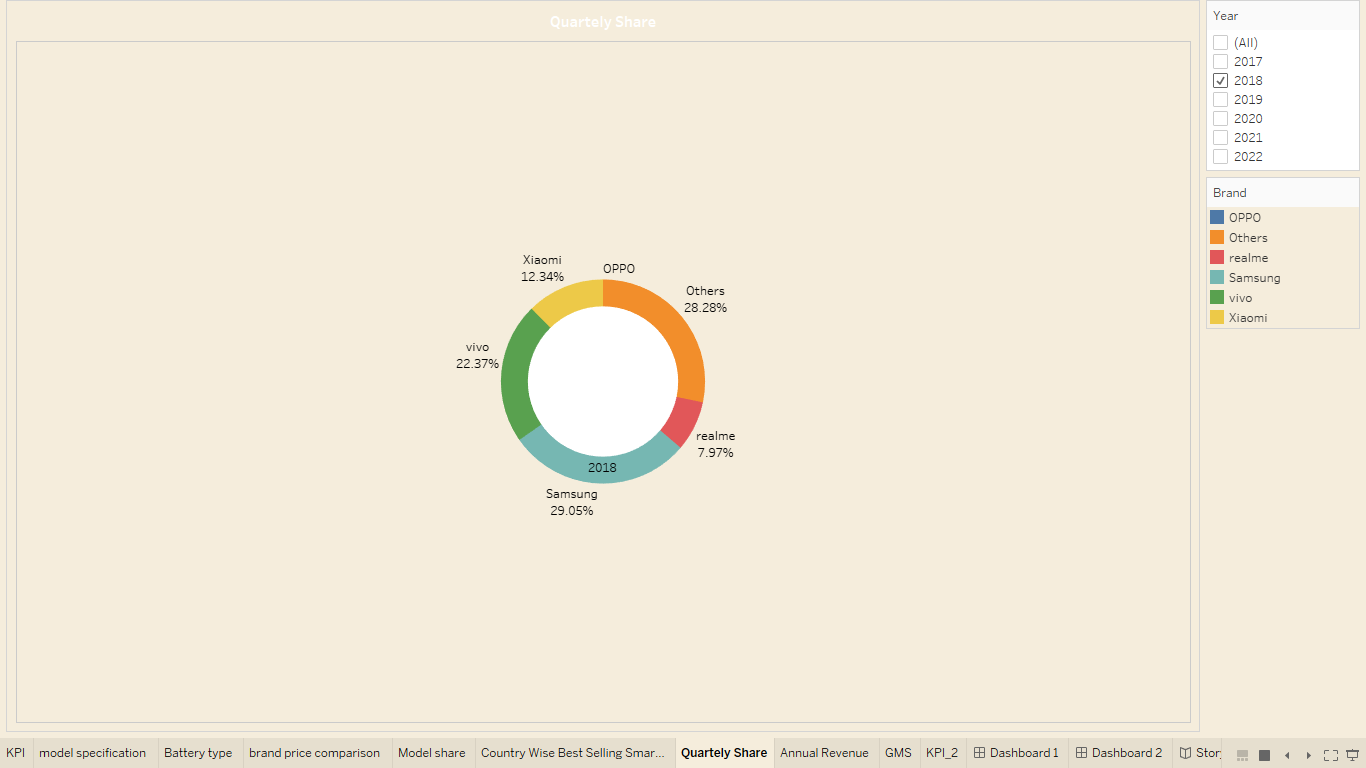 Quartely Share
Year
(All)
2017
2018
2019
2020
2021
2022
Brand
OPPO
Others
realme
Samsung
vivo
Xiaomi
Xiaomi
12.34%
OPPO
Others
28.28%
vivo
22.37%
realme
7.97%
2018
Samsung
29.05%
KPI
model specification
Battery type
brand price comparison
Model share
Country Wise Best Selling Smar...
Quartely Share
Annual Revenue
GMS
KPI_2
Dashboard 1
Dashboard 2
Stor